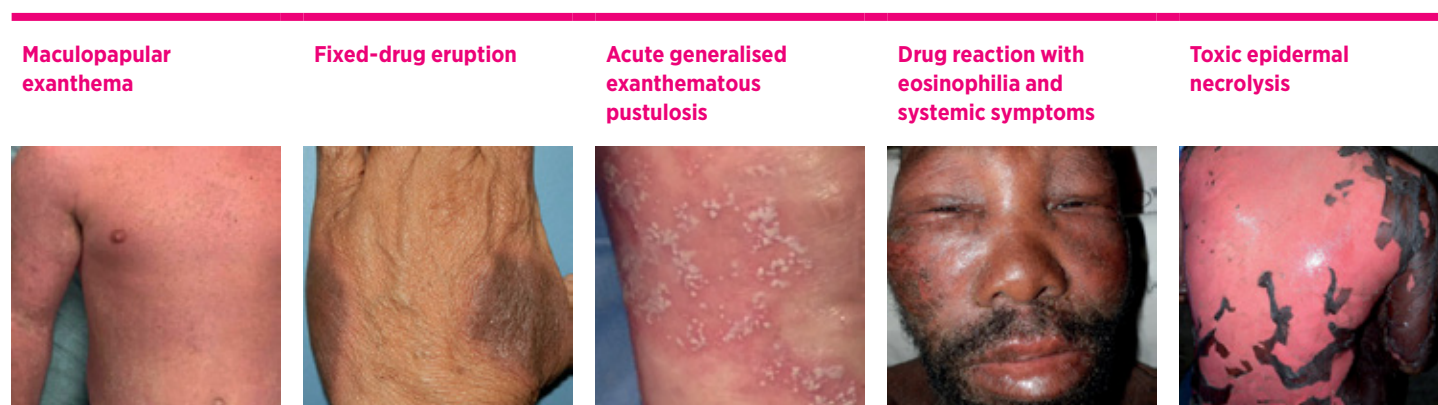 Maculopapular
exanthema
Fixed-drug eruption
Acute generalised
exanthematous
pustulosis
Drug reaction with
eosinophilia and
systemic symptoms
Toxic epidermal
necrolysis